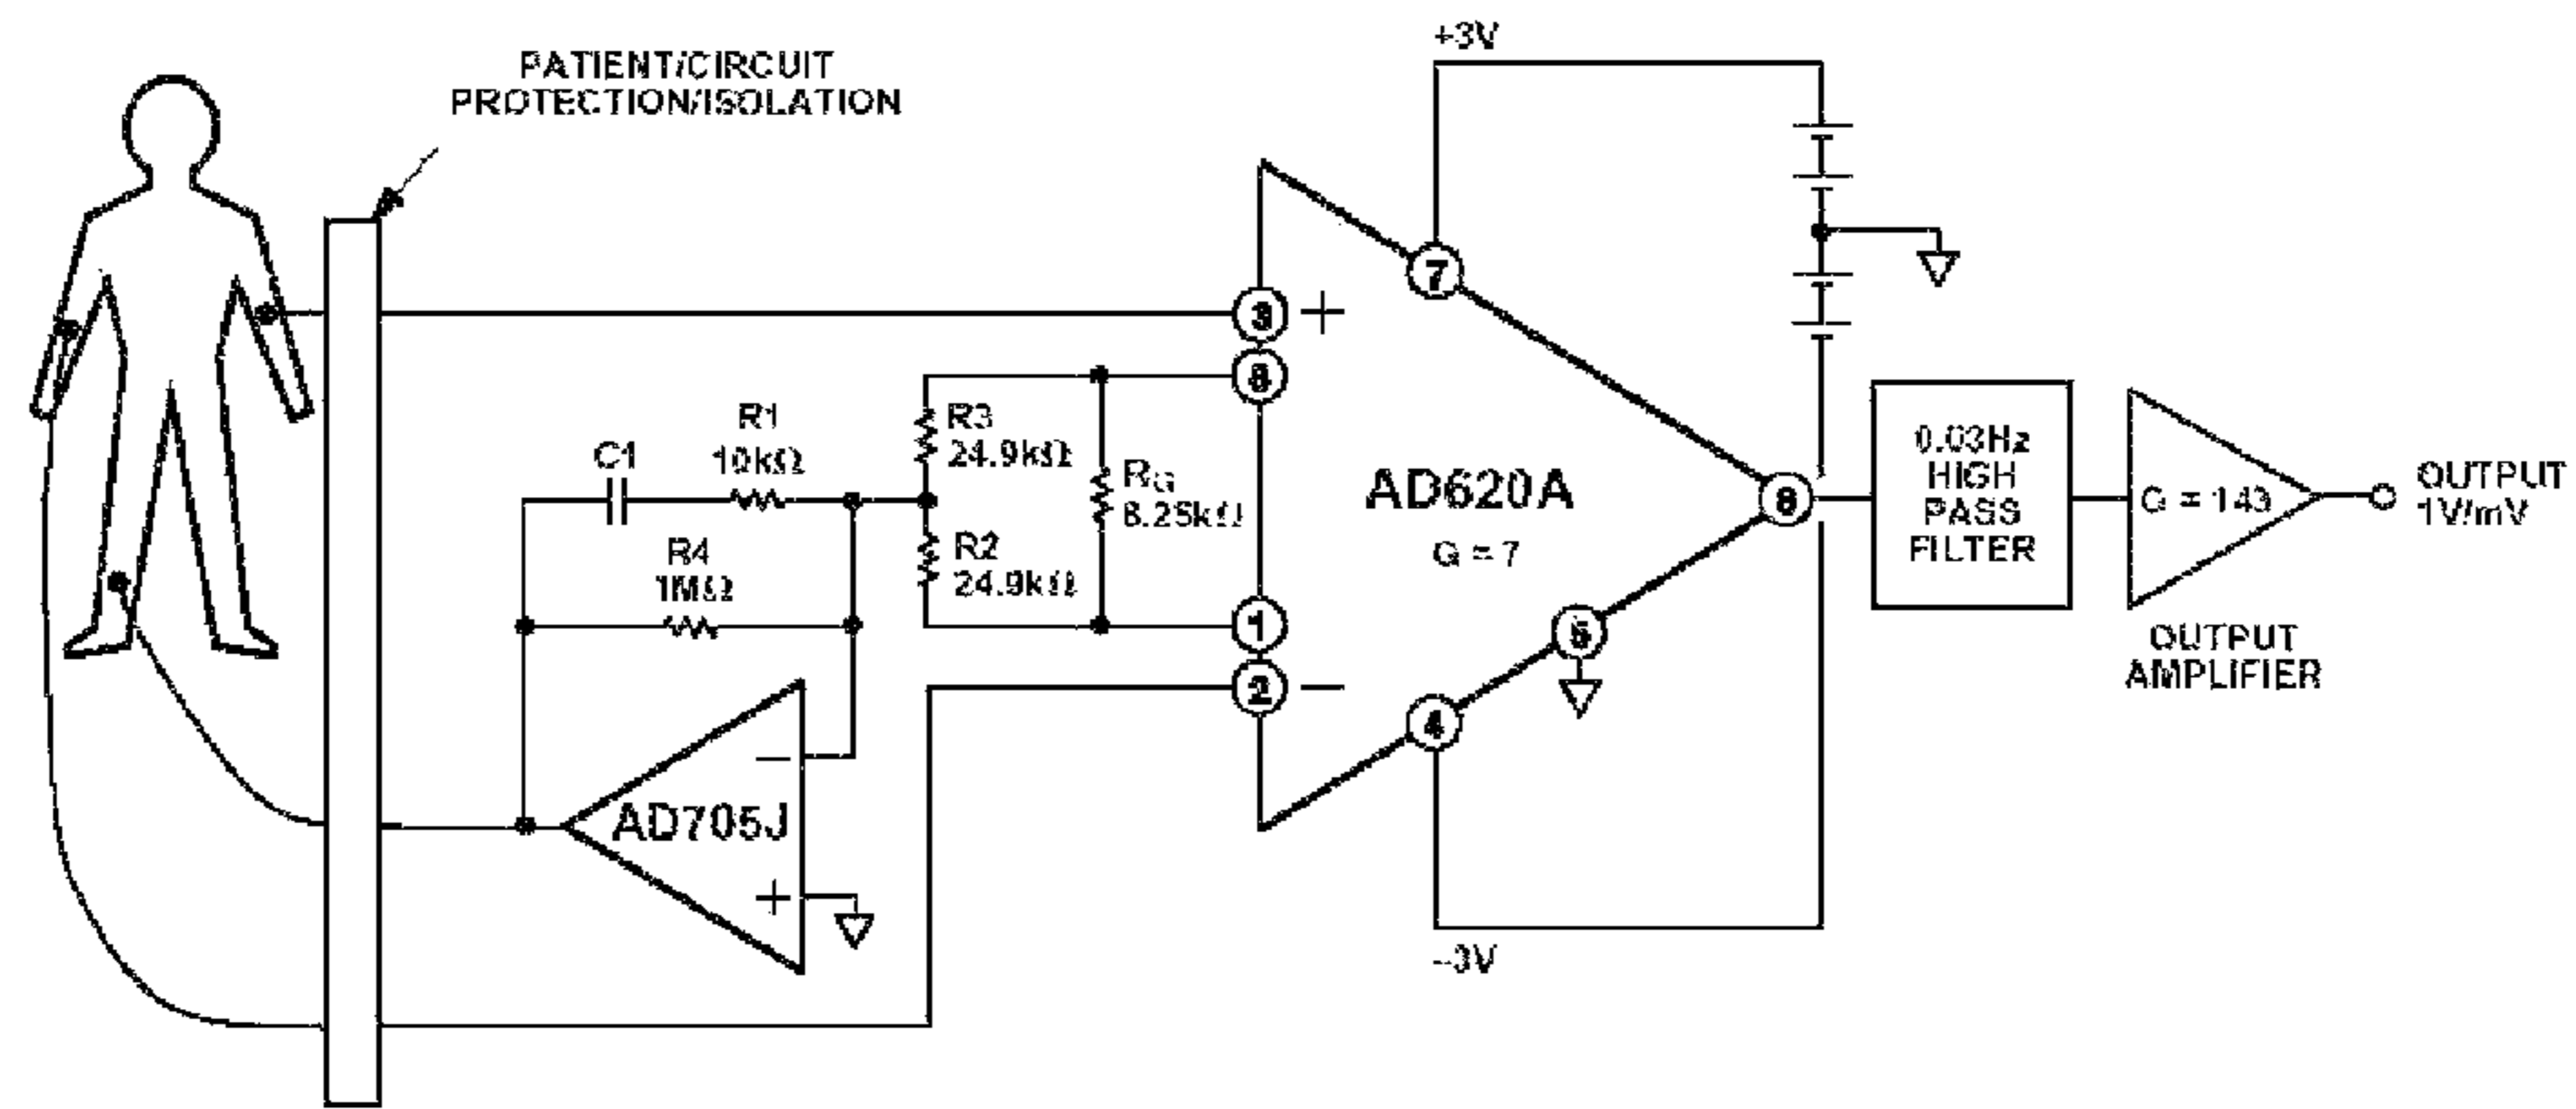 PATIENT/CIRCUIT
PROTECTION/ISOLATION
+3V
7
3
+
8
R1
10kΩ
C1
R3
24.9kΩ
RG
8.25kΩ
AD620A
G = 7
6
0.03Hz
HIGH
PASS
FILTER
G = 143
OUTPUT
1V/mV
R4
1MΩ
R2
24.9kΩ
1
5
2
−
4
OUTPUT
AMPLIFIER
−
AD705J
+
−3V